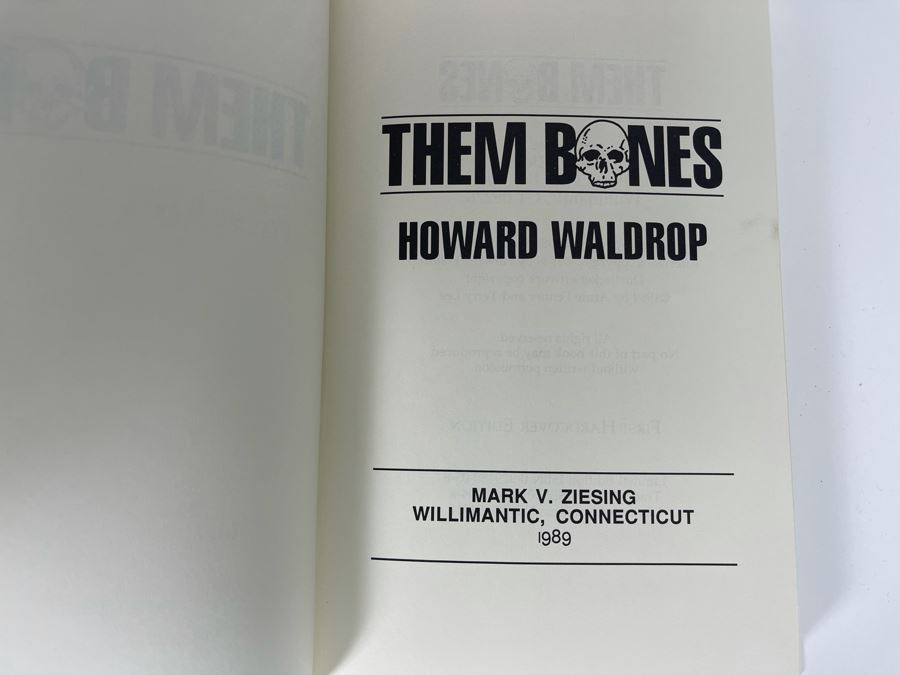 THEM BONES
HOWARD WALDROP
MARK V. ZIESING
WILLIMANTIC, CONNECTICUT
1989